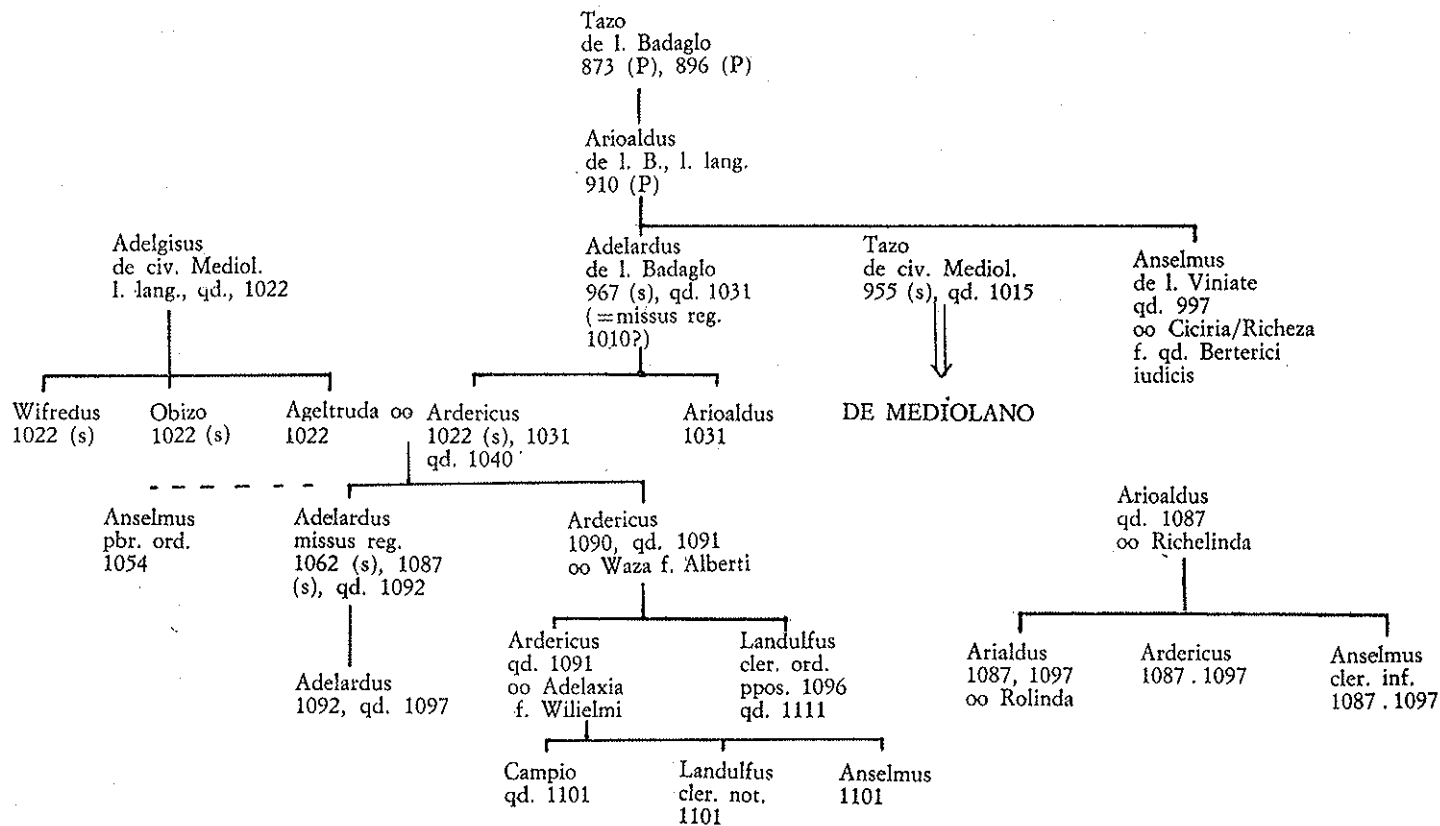 Tazo
de l. Badaglo
873 (P), 896 (P)
Arioaldus
de l. B., l. lang.
910 (P)
Adelgisus
de civ. Mediol.
l. lang., qd., 1022
Adelardus
de l. Badaglo
967 (s), qd. 1031
(=missus reg.
1010?)
Tazo
de civ. Mediol.
955 (s), qd. 1015
Anselmus
de l. Viniate
qd. 997
oo Ciciria/Richeza
f. qd. Berterici
iudicis
Wifredus
1022 (s)
Obizo
1022 (s)
Ageltruda oo
1022
Ardericus
1022 (s), 1031
qd. 1040
Arioaldus
1031
DE MEDIOLANO
Anselmus
pbr. ord.
1054
Adelardus
missus reg.
1062 (s), 1087
(s), qd. 1092
Ardericus
1090, qd. 1091
oo Waza f. Alberti
Arioaldus
qd. 1087
oo Richelinda
Adelardus
1092, qd. 1097
Ardericus
qd. 1091
oo Adelaxia
f. Wilielmi
Landulfus
cler. ord.
ppos. 1096
qd. 1111
Arialdus
1087, 1097
oo Rolinda
Ardericus
1087 . 1097
Anselmus
cler. inf.
1087 . 1097
Campio
qd. 1101
Landulfus
cler. not.
1101
Anselmus
1101